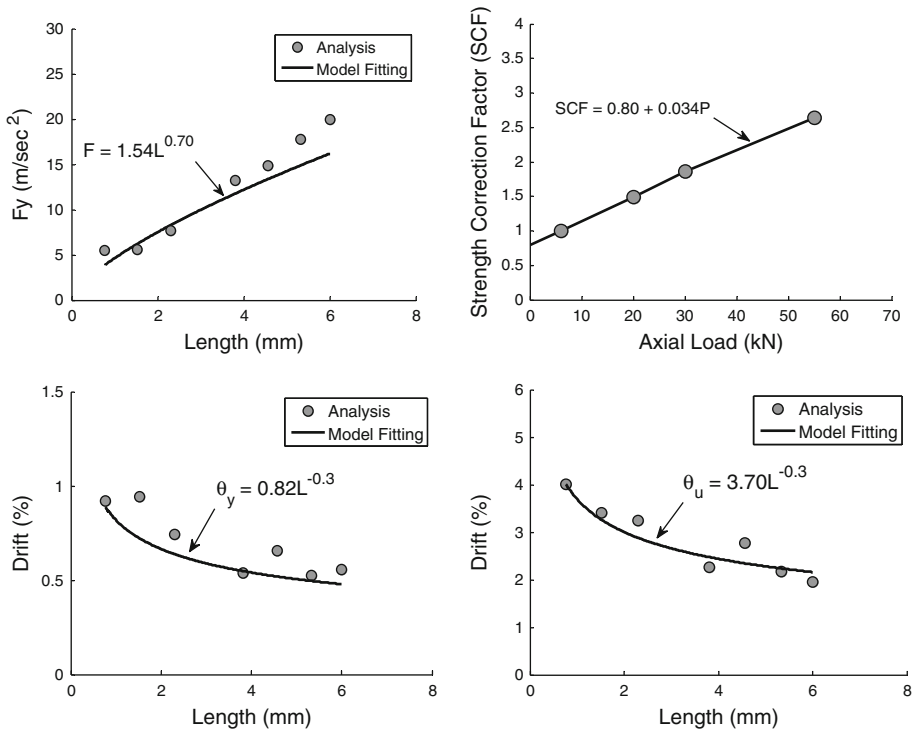 30
25
20
15
10
5
0
Fy (m/sec²)
Analysis
Model Fitting
F = 1.54L^0.70
0 2 4 6 8
Length (mm)
4
3.5
3
2.5
2
1.5
1
0.5
0
Strength Correction Factor (SCF)
SCF = 0.80 + 0.034P
0 10 20 30 40 50 60 70
Axial Load (kN)
1.5
1
0.5
0
Drift (%)
Analysis
Model Fitting
θ_y = 0.82L^-0.3
0 2 4 6 8
Length (mm)
6
5
4
3
2
1
0
Drift (%)
Analysis
Model Fitting
θ_u = 3.70L^-0.3
0 2 4 6 8
Length (mm)